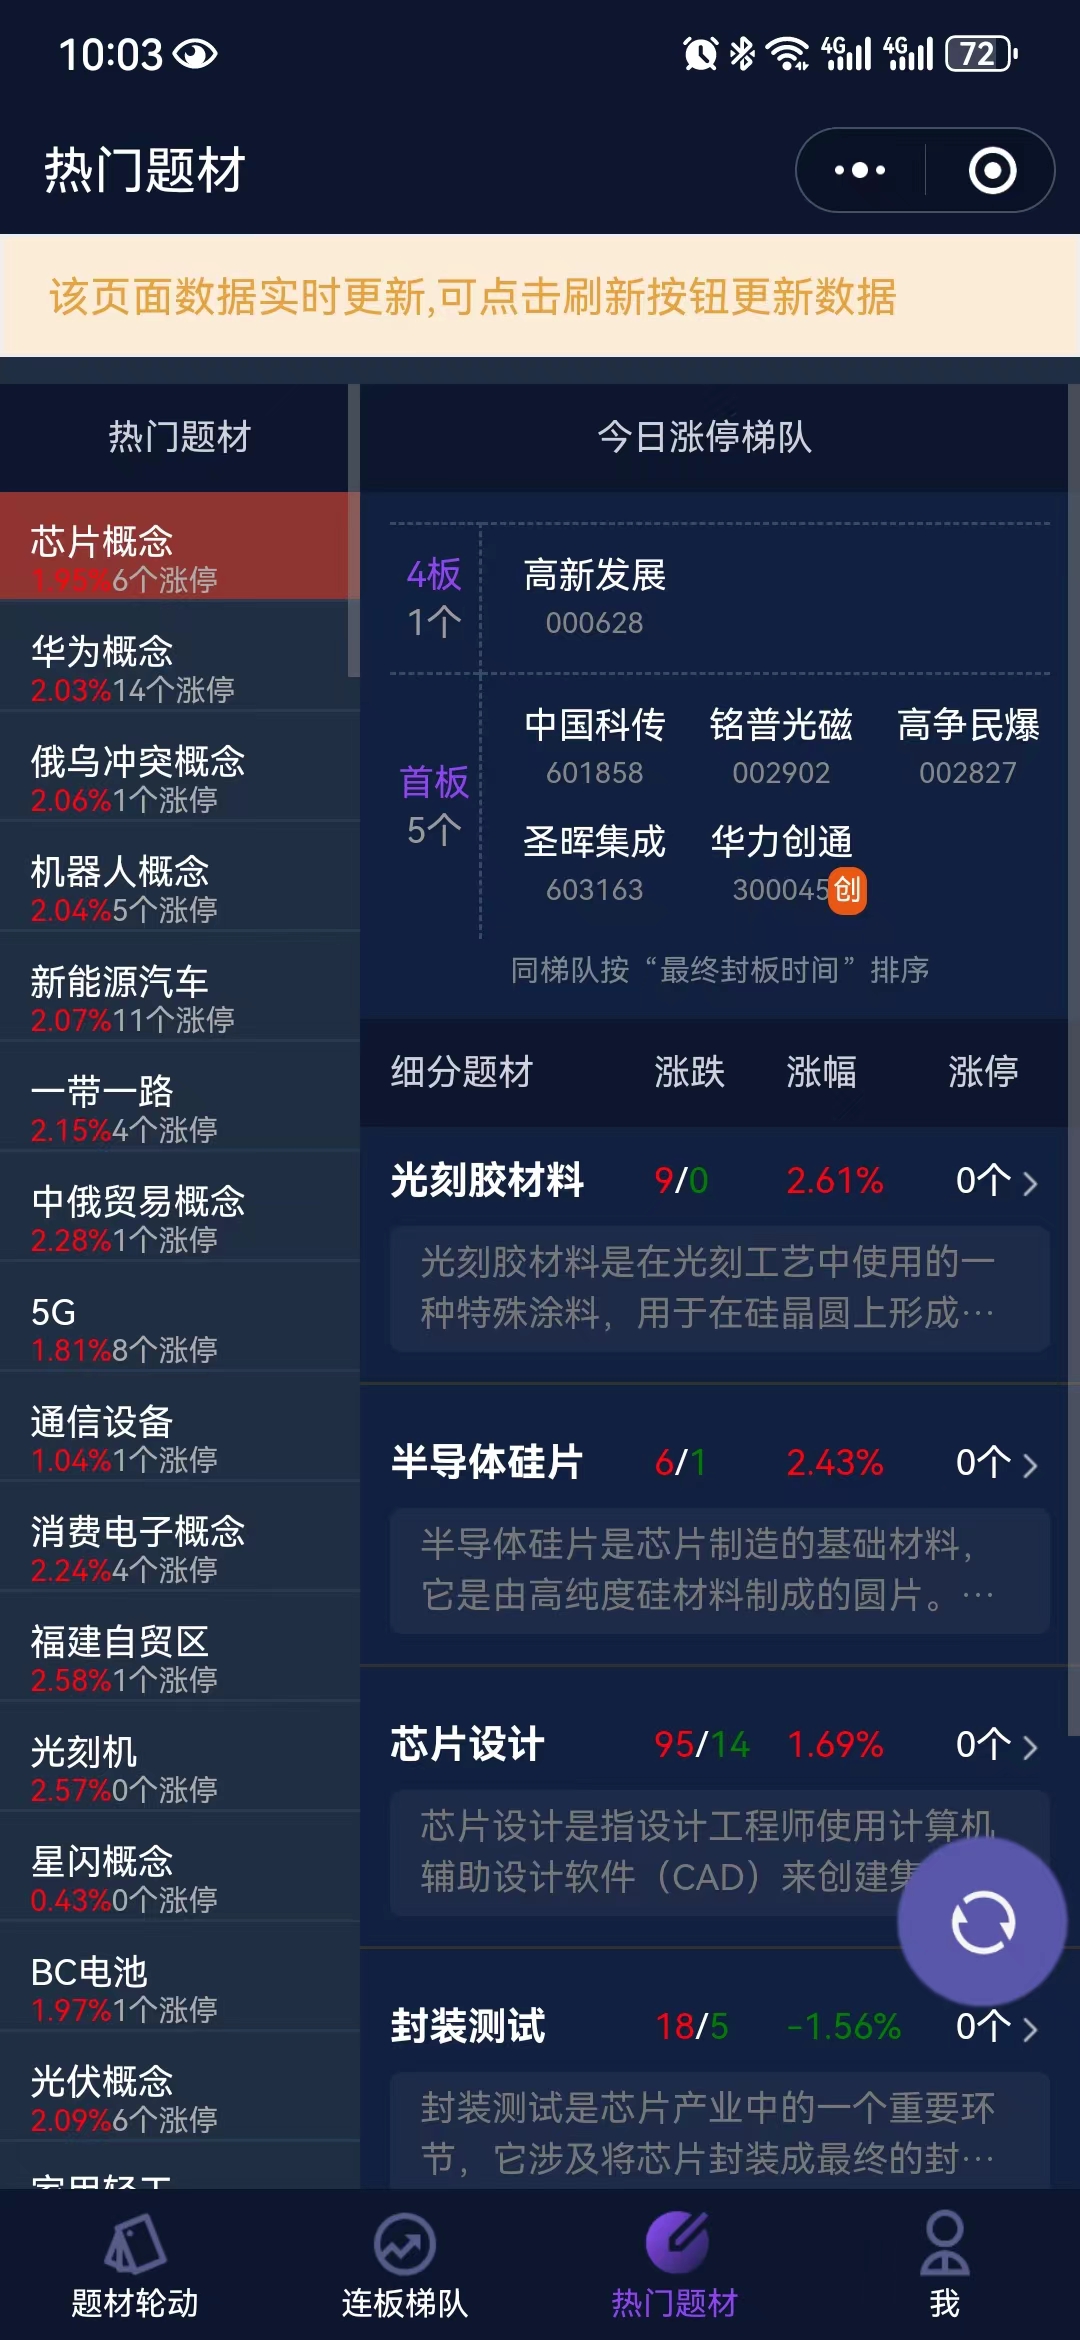 10:03
4G 4G 72
热门题材
该页面数据实时更新,可点击刷新按钮更新数据
热门题材
芯片概念
1.95%6个涨停
华为概念
2.03%14个涨停
俄乌冲突概念
2.06%1个涨停
机器人概念
2.04%5个涨停
新能源汽车
2.07%11个涨停
一带一路
2.15%4个涨停
中俄贸易概念
2.28%1个涨停
5G
1.81%8个涨停
通信设备
1.04%1个涨停
消费电子概念
2.24%4个涨停
福建自贸区
2.58%1个涨停
光刻机
2.57%0个涨停
星闪概念
0.43%0个涨停
BC电池
1.97%1个涨停
光伏概念
2.09%6个涨停
今日涨停梯队
4板 高新发展
1个 000628
中国科传 铭普光磁 高争民爆
首板 601858 002902 002827
5个 圣晖集成 华力创通
603163 300045创
同梯队按“最终封板时间”排序
细分题材 涨跌 涨幅 涨停
光刻胶材料 9/0 2.61% 0个
光刻胶材料是在光刻工艺中使用的一
种特殊涂料，用于在硅晶圆上形成…
半导体硅片 6/1 2.43% 0个
半导体硅片是芯片制造的基础材料，
它是由高纯度硅材料制成的圆片。…
芯片设计 95/14 1.69% 0个
芯片设计是指设计工程师使用计算机
辅助设计软件（CAD）来创建集
封装测试 18/5 -1.56% 0个
封装测试是芯片产业中的一个重要环
节，它涉及将芯片封装成最终的封…
题材轮动 连板梯队 热门题材 我